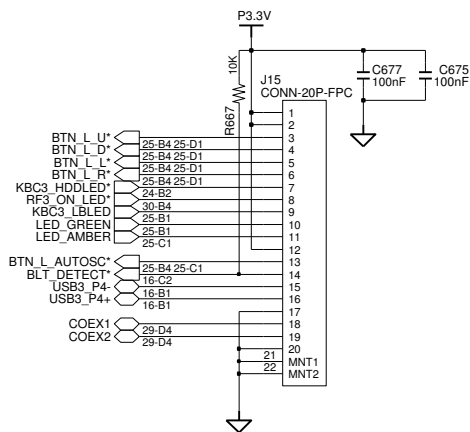 P3.3V
10K
R667
J15
CONN-20P-FPC
C677
100nF
C675
100nF
BTN_L_U*
25-B4 25-D1
BTN_L_D*
25-B4 25-D1
BTN_L_L*
25-B4 25-D1
BTN_L_R*
25-B4 25-D1
KBC3_HDDLED*
24-B2
RF3_ON_LED*
30-B4
KBC3_LBLED
25-B1
LED_GREEN
25-B1
LED_AMBER
25-C1
BTN_L_AUTOSC*
25-B4 25-C1
BLT_DETECT*
16-C2
USB3_P4-
16-B1
USB3_P4+
16-B1
COEX1
29-D4
COEX2
29-D4
1
2
3
4
5
6
7
8
9
10
11
12
13
14
15
16
17
18
19
20
21 MNT1
22 MNT2